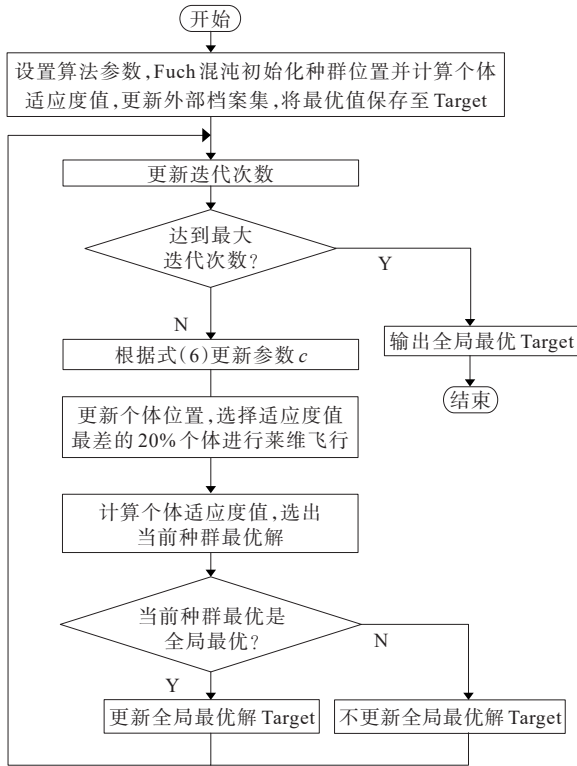 开始
设置算法参数,Fuch混沌初始化种群位置并计算个体
适应度值,更新外部档案集,将最优值保存至Target
更新迭代次数
达到最大
迭代次数?
Y
N
输出全局最优Target
根据式(6)更新参数c
结束
更新个体位置,选择适应度值
最差的20%个体进行莱维飞行
计算个体适应度值,选出
当前种群最优解
当前种群最优是
全局最优?
N
Y
更新全局最优解Target
不更新全局最优解Target